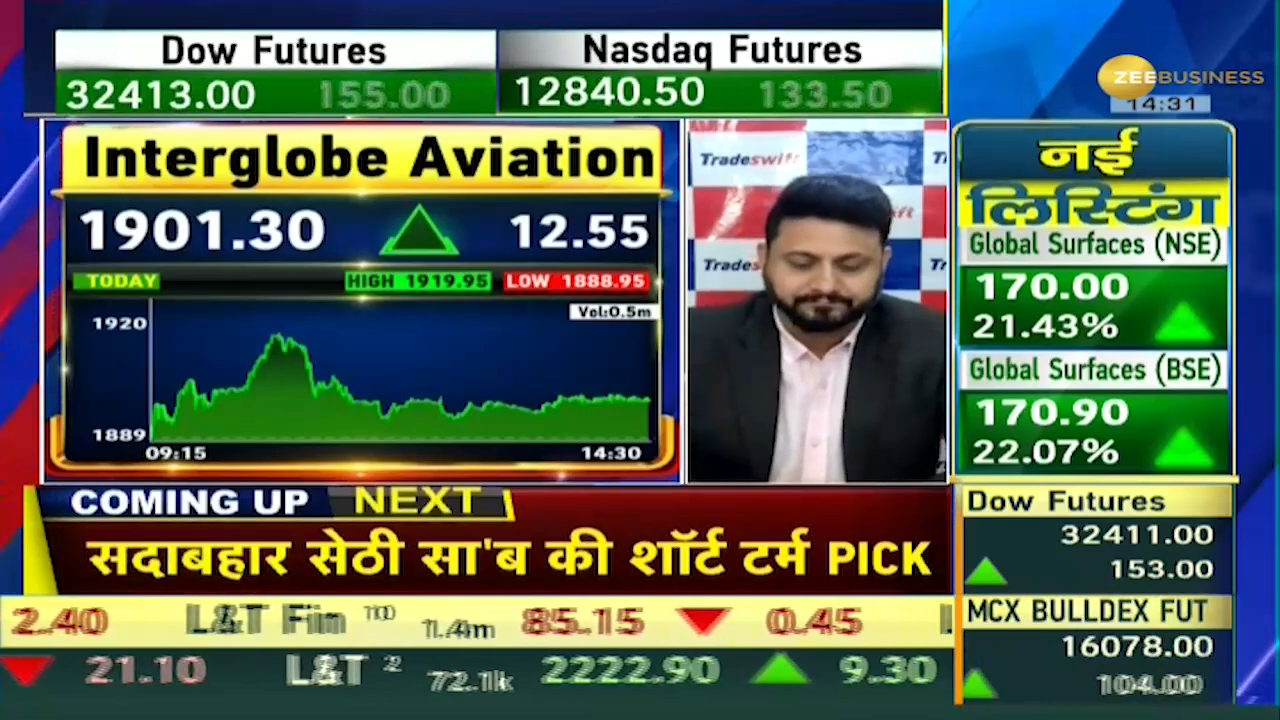 Dow Futures
32413.00 155.00
Nasdaq Futures
12840.50 133.50
ZEEBUSINESS
14:31
Interglobe Aviation
1901.30 12.55
TODAY HIGH 1919.95 LOW 1888.95
Vol:0.5m
1920
1889
09:15 14:30
Tradeswift
Trades
नई
लिस्टिंग
Global Surfaces (NSE)
170.00
21.43%
Global Surfaces (BSE)
170.90
22.07%
COMING UP NEXT
सदाबहार सेठी सा'ब की शॉर्ट टर्म PICK
Dow Futures
32411.00
153.00
MCX BULLDEX FUT
16078.00
104.00
2.40 L&T Fin 1.4m 85.15 0.45
21.10 L&T 72.1k 2222.90 9.30